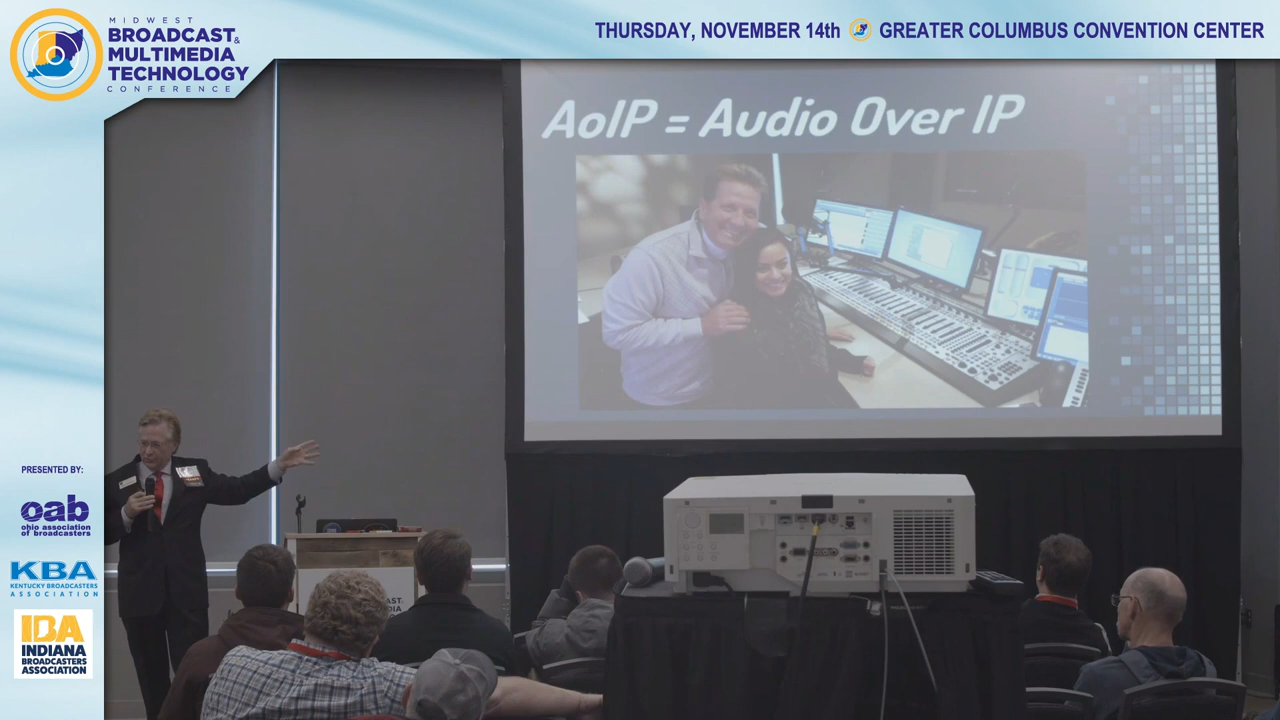 MIDWEST
BROADCAST &
MULTIMEDIA
TECHNOLOGY
CONFERENCE
THURSDAY, NOVEMBER 14th
GREATER COLUMBUS CONVENTION CENTER
AoIP = Audio Over IP
PRESENTED BY:
oab
ohio association
of broadcasters
KBA
KENTUCKY BROADCASTERS
ASSOCIATION
IBA
INDIANA
BROADCASTERS
ASSOCIATION